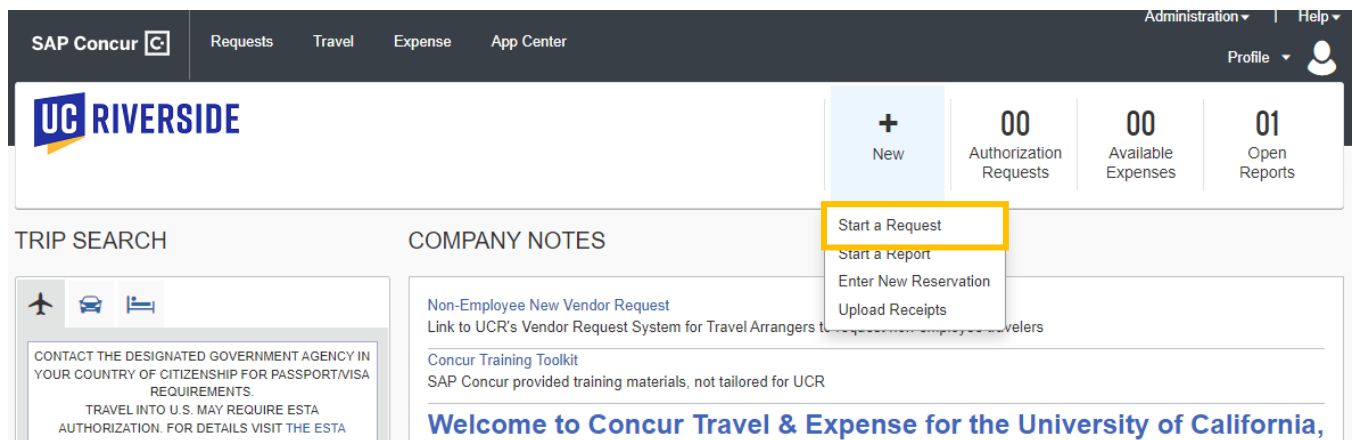 Administration | Help
SAP Concur C. Requests Travel Expense App Center
Profile
UC RIVERSIDE
+
New
00
Authorization
Requests
00
Available
Expenses
01
Open
Reports
Start a Request
Start a Report
Enter New Reservation
Upload Receipts
TRIP SEARCH
CONTACT THE DESIGNATED GOVERNMENT AGENCY IN
YOUR COUNTRY OF CITIZENSHIP FOR PASSPORT/VISA
REQUIREMENTS.
TRAVEL INTO U.S. MAY REQUIRE ESTA
AUTHORIZATION. FOR DETAILS VISIT THE ESTA
COMPANY NOTES
Non-Employee New Vendor Request
Link to UCR's Vendor Request System for Travel Arrangers to request non-employee travelers
Concur Training Toolkit
SAP Concur provided training materials, not tailored for UCR
Welcome to Concur Travel & Expense for the University of California,